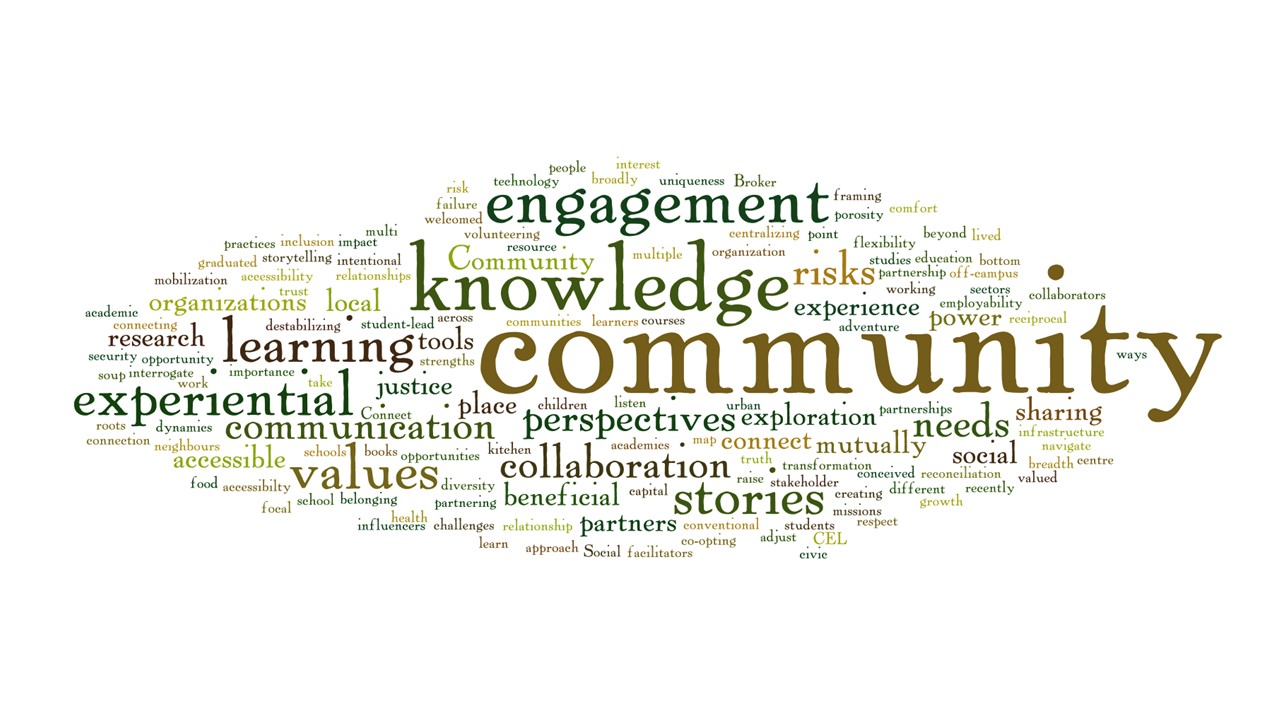 people interest
technology broadly uniqueness Broker
risk engagement framing
failure porosity comfort
welcomed
multi volunteering centralizing point beyond lived
practices inclusion impact resource flexibility
graduated storytelling intentional Community multiple organization studies education bottom
mobilization accessibility relationships knowledge risks partnership off-campus
trust working sectors collaborators
organizations local experience employability
academic power reciprocal
connecting destabilizing student-lead across communities learners courses adventure
research learning tools community ways
security opportunity strengths
soup interrogate importance
work take justice
experiential Connect place children listen urban partnerships sharing
roots dynamics communication perspectives exploration needs infrastructure
connection neighbours schools books opportunities kitchen academics map connect mutually navigate
accessible values collaboration truth transformation social breadth centre
food accessibilty diversity raise stakeholder conceived reconciliation valued
school belonging partnering beneficial capital stories creating different recently
focal missions growth
influencers health challenges relationship partners conventional students respect
learn approach Social facilitators co-opting adjust CEL
civic